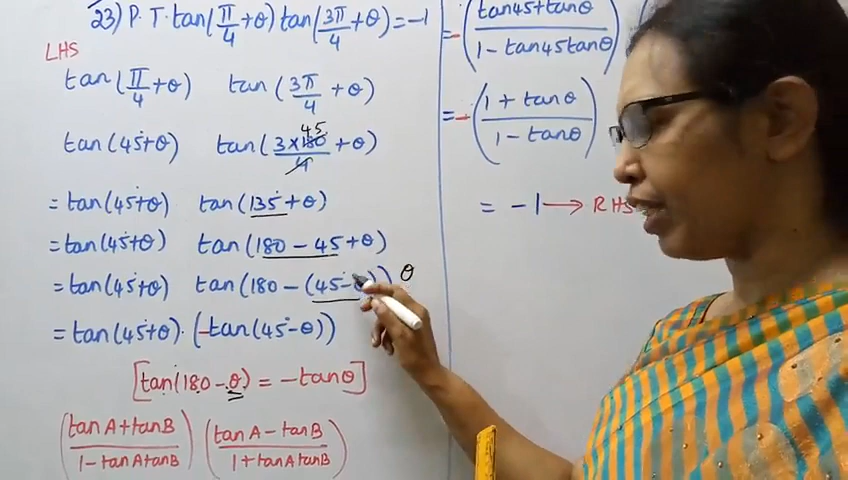 23) P.T. tan(π/4+θ) tan(3π/4+θ) = -1
LHS
tan(π/4+θ) tan(3π/4+θ)
tan(45°+θ) tan(3×180/4+θ) 45
= tan(45°+θ) tan(135°+θ)
= tan(45°+θ) tan(180 - 45+θ)
= tan(45°+θ) tan(180 - (45°-θ)) θ
= tan(45°+θ)·(-tan(45°-θ))
[tan(180-θ) = -tanθ]
(tanA+tanB/1-tanAtanB) (tanA-tanB/1+tanAtanB)
= -(tan45+tanθ/1-tan45tanθ)
= -(1+tanθ/1-tanθ)
= -1 → RHS